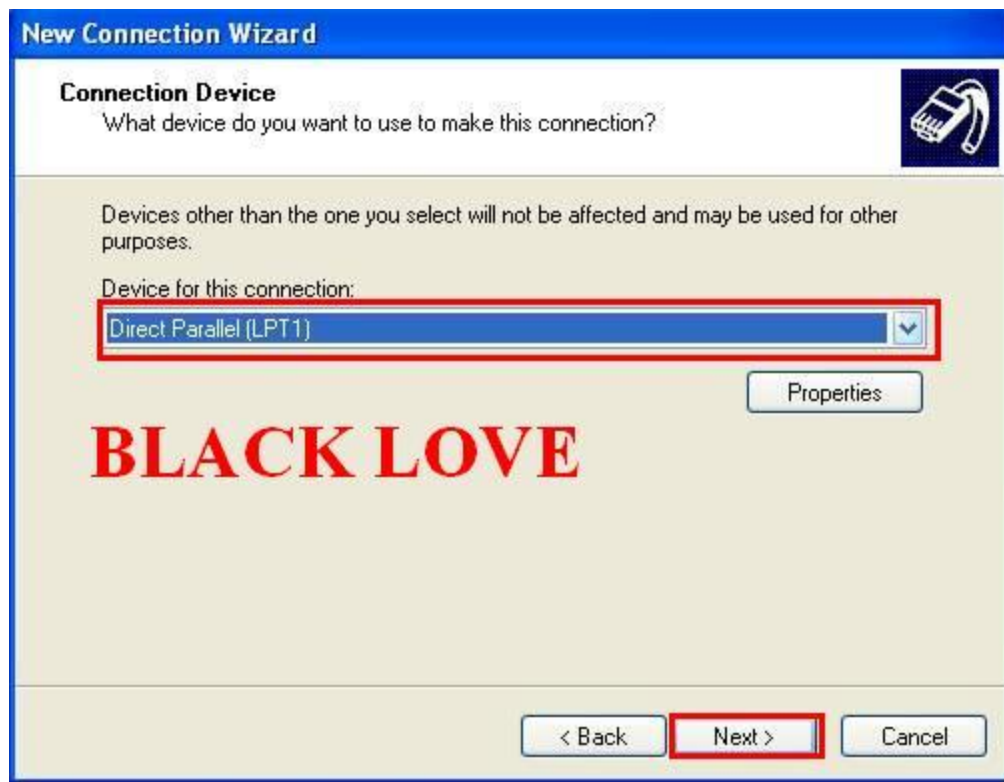 New Connection Wizard
Connection Device
What device do you want to use to make this connection?
Devices other than the one you select will not be affected and may be used for other
purposes.
Device for this connection:
Direct Parallel (LPT1)
Properties
BLACK LOVE
< Back
Next >
Cancel